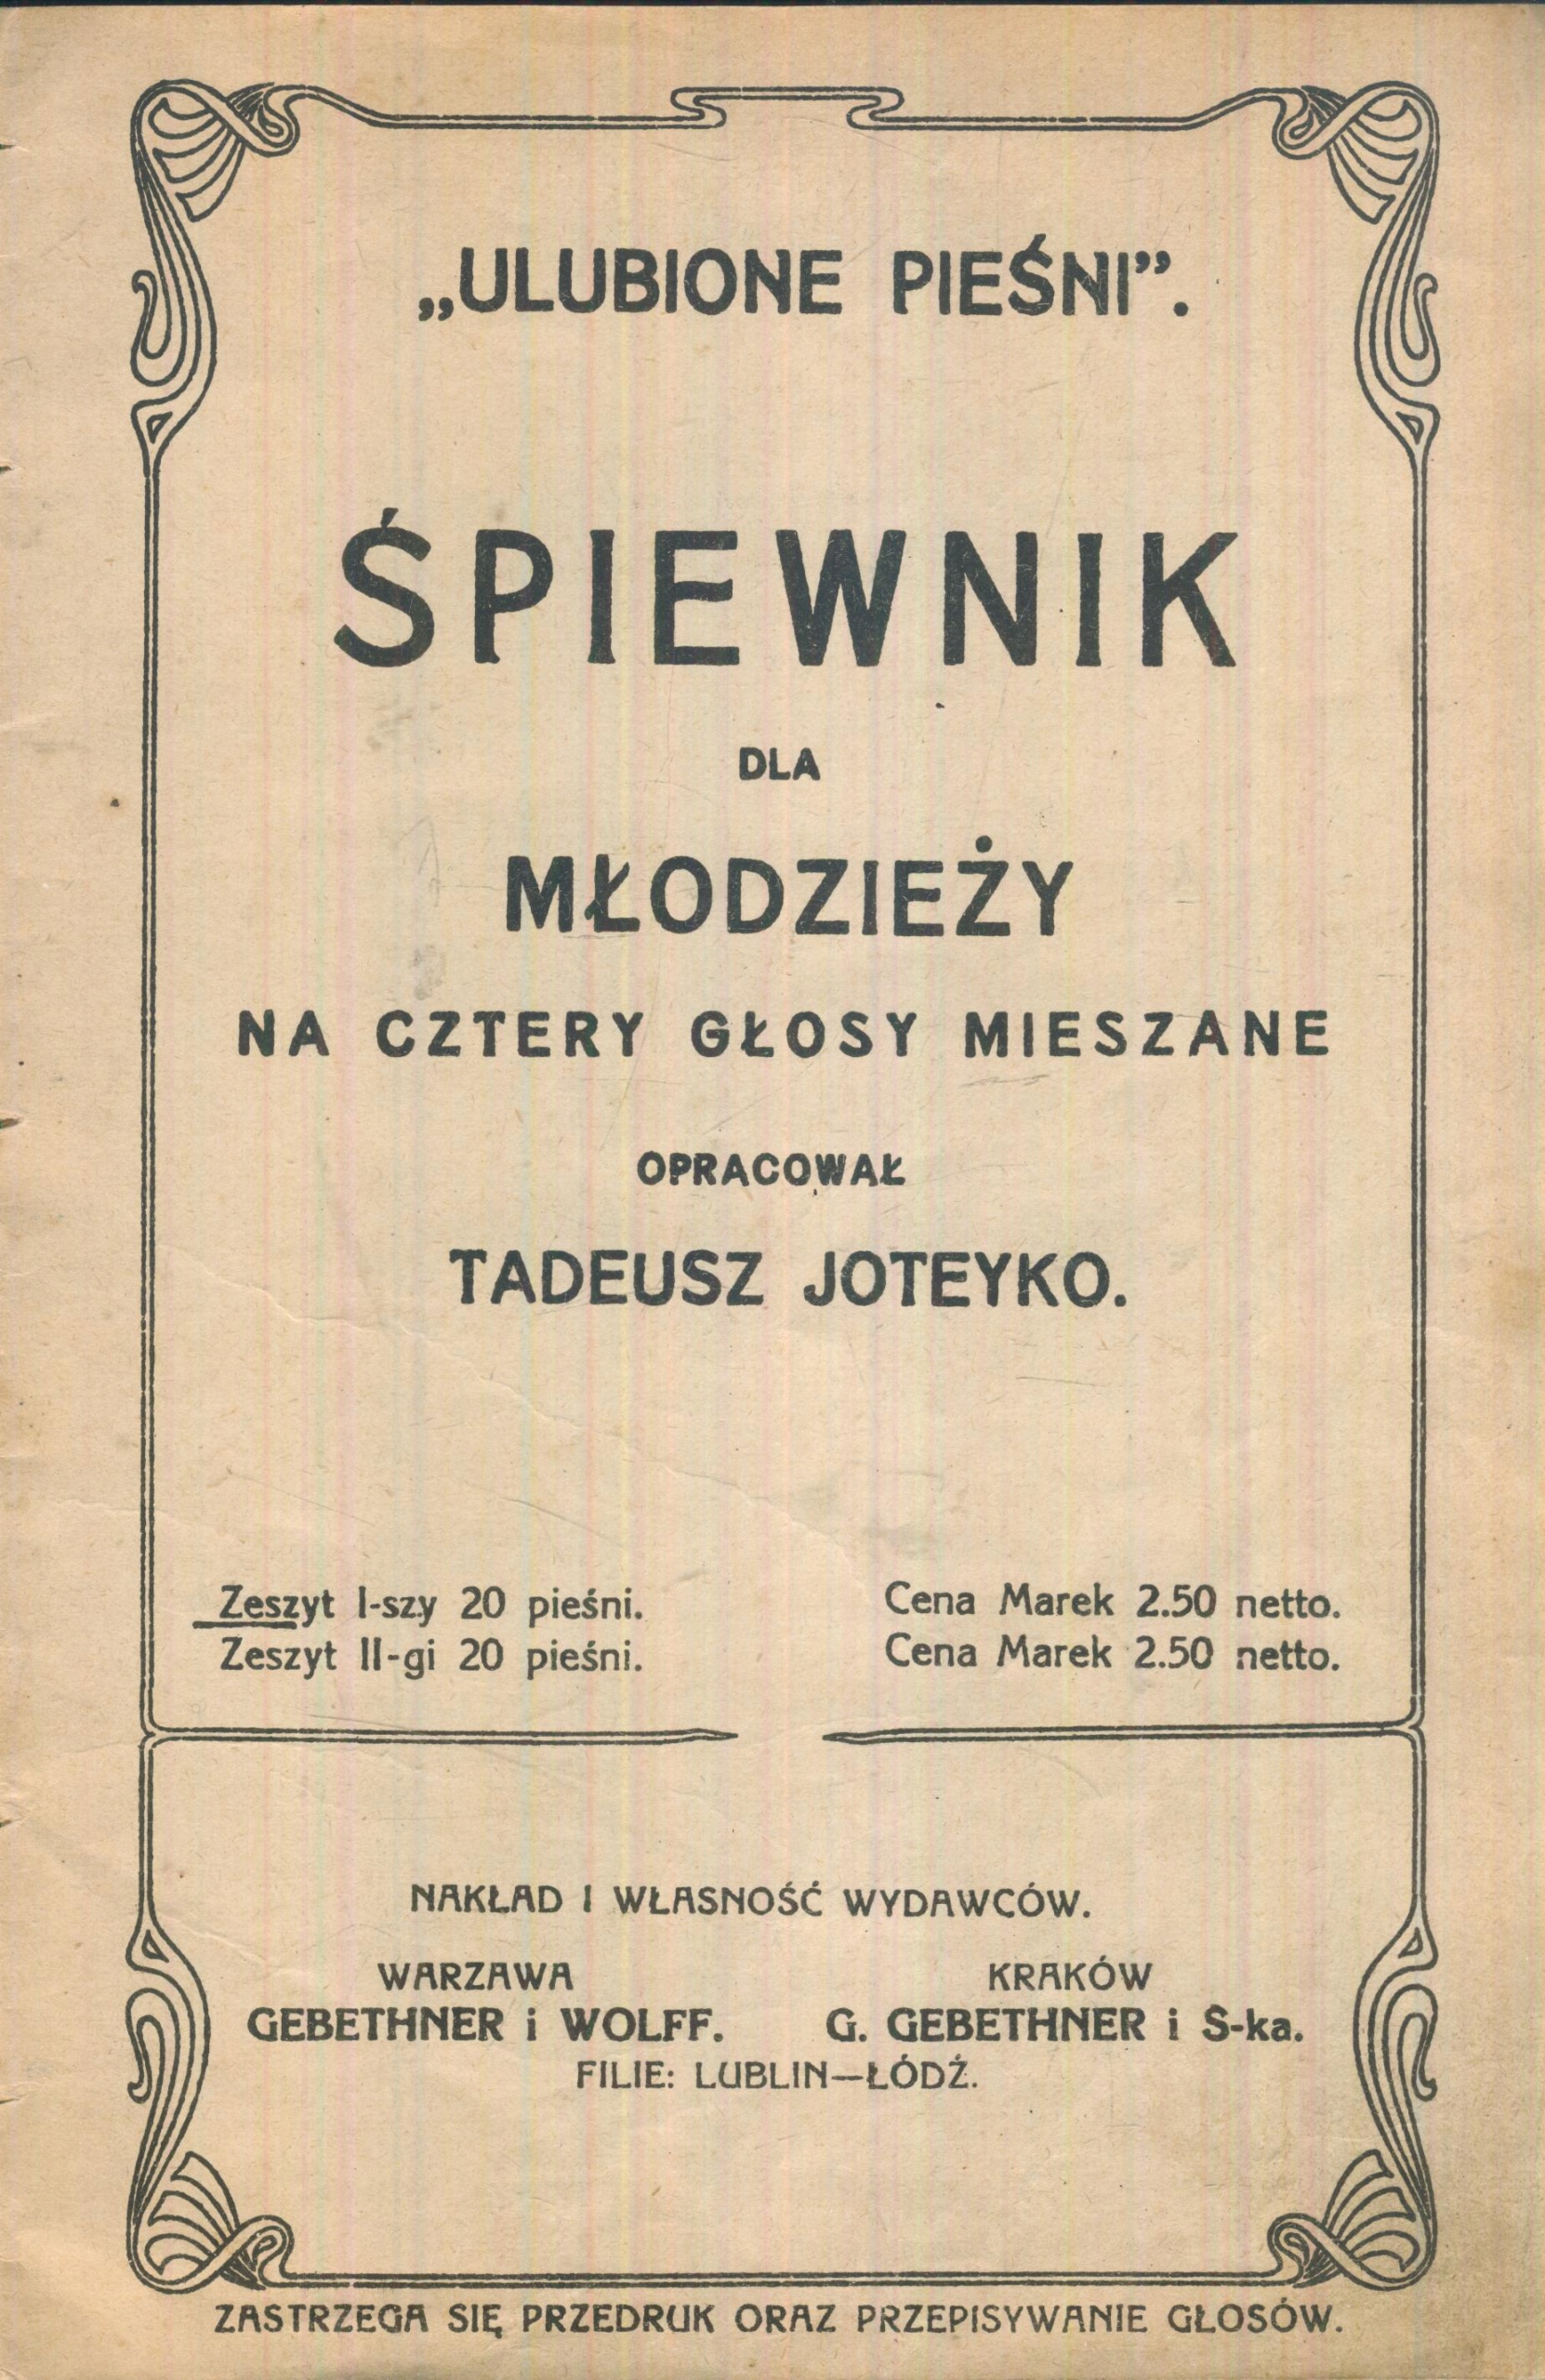 „ULUBIONE PIEŚNI”.
ŚPIEWNIK
DLA
MŁODZIEŻY
NA CZTERY GŁOSY MIESZANE
OPRACOWAŁ
TADEUSZ JOTEYKO.
Zeszyt I-szy 20 pieśni. Cena Marek 2.50 netto.
Zeszyt II-gi 20 pieśni. Cena Marek 2.50 netto.
NAKŁAD I WŁASNOŚĆ WYDAWCÓW.
WARZAWA KRAKÓW
GEBETHNER i WOLFF. G. GEBETHNER i S-ka.
FILIE: LUBLIN—ŁÓDŹ.
ZASTRZEGA SIĘ PRZEDRUK ORAZ PRZEPISYWANIE GŁOSÓW.